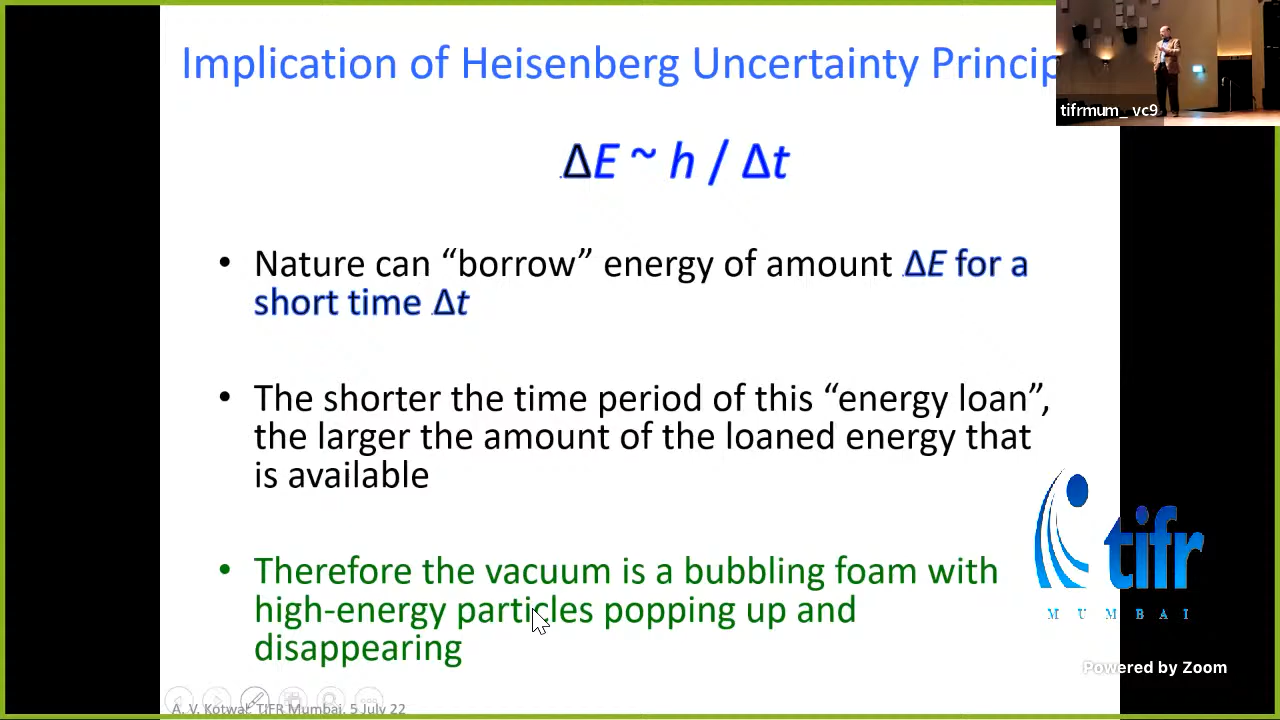 Implication of Heisenberg Uncertainty Princip
tifrmum_ vc9
ΔE ~ h / Δt
• Nature can “borrow” energy of amount ΔE for a
short time Δt
• The shorter the time period of this “energy loan”,
the larger the amount of the loaned energy that
is available
• Therefore the vacuum is a bubbling foam with
high-energy particles popping up and
disappearing
tifr
MUMBAI
Powered by Zoom
A. V. Kotwal, TIFR Mumbai, 5 July 22